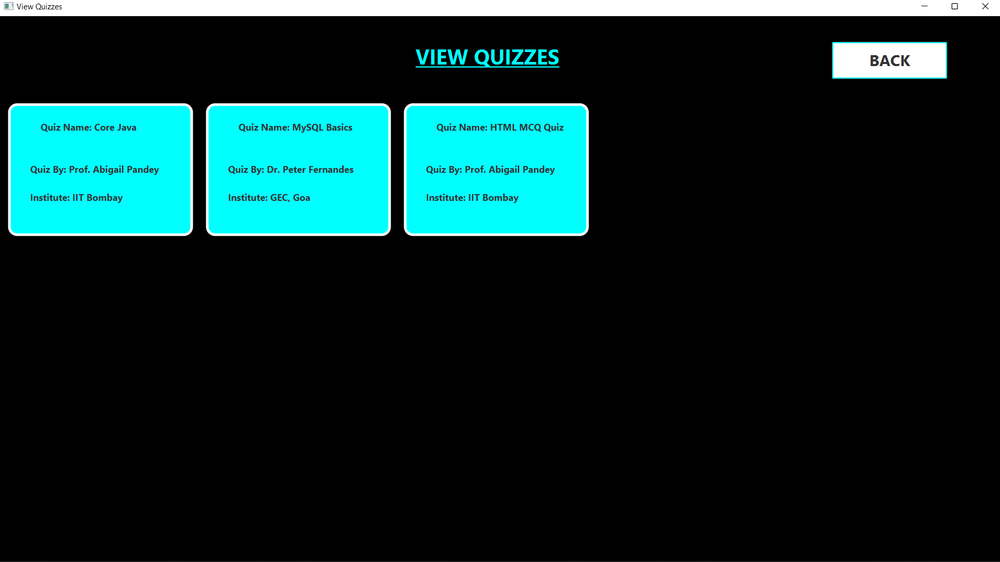 View Quizzes
VIEW QUIZZES
BACK
Quiz Name: Core Java
Quiz By: Prof. Abigail Pandey
Institute: IIT Bombay
Quiz Name: MySQL Basics
Quiz By: Dr. Peter Fernandes
Institute: GEC, Goa
Quiz Name: HTML MCQ Quiz
Quiz By: Prof. Abigail Pandey
Institute: IIT Bombay